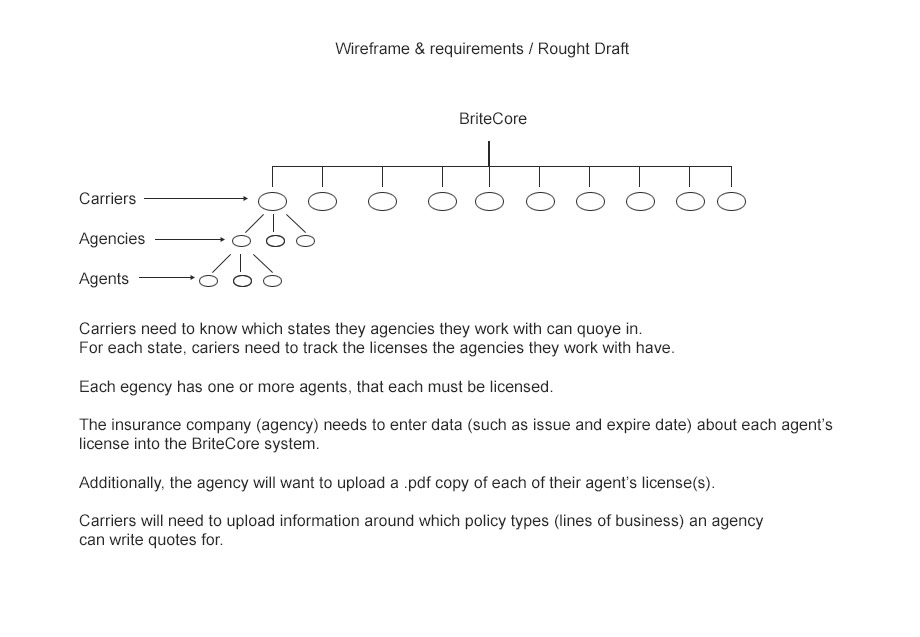 Wireframe & requirements / Rought Draft
BriteCore
Carriers
Agencies
Agents
Carriers need to know which states they agencies they work with can quoye in.
For each state, cariers need to track the licenses the agencies they work with have.
Each egency has one or more agents, that each must be licensed.
The insurance company (agency) needs to enter data (such as issue and expire date) about each agent’s
license into the BriteCore system.
Additionally, the agency will want to upload a .pdf copy of each of their agent’s license(s).
Carriers will need to upload information around which policy types (lines of business) an agency
can write quotes for.